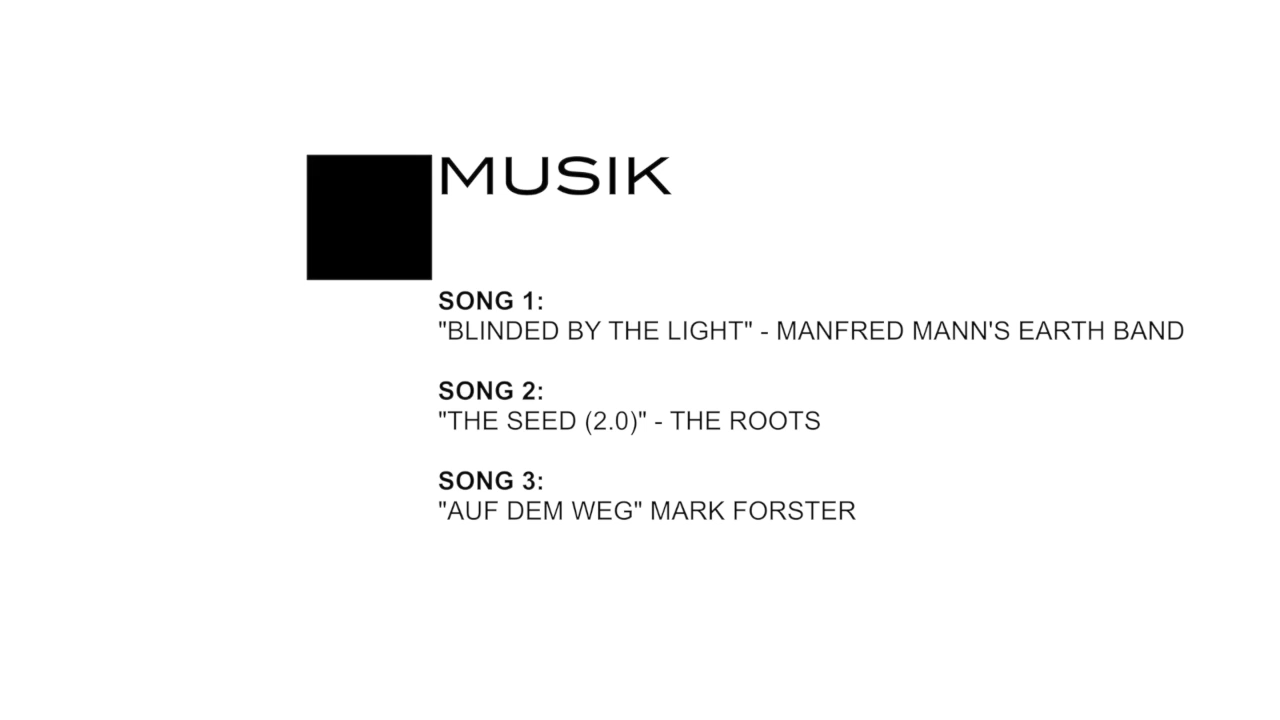 MUSIK
SONG 1:
"BLINDED BY THE LIGHT" - MANFRED MANN'S EARTH BAND
SONG 2:
"THE SEED (2.0)" - THE ROOTS
SONG 3:
"AUF DEM WEG" MARK FORSTER